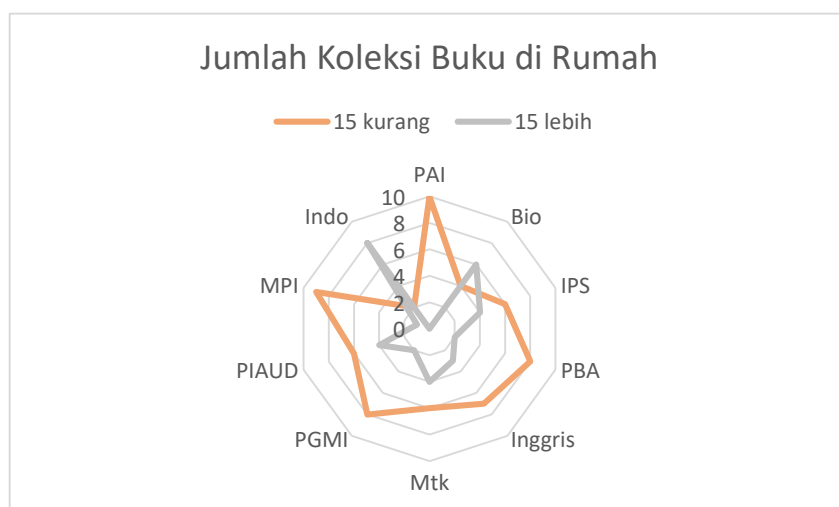 Jumlah Koleksi Buku di Rumah
15 kurang 15 lebih
PAI
10
Indo 8 Bio
6
MPI 4 IPS
2
0
PIAUD PBA
PGMI Inggris
Mtk